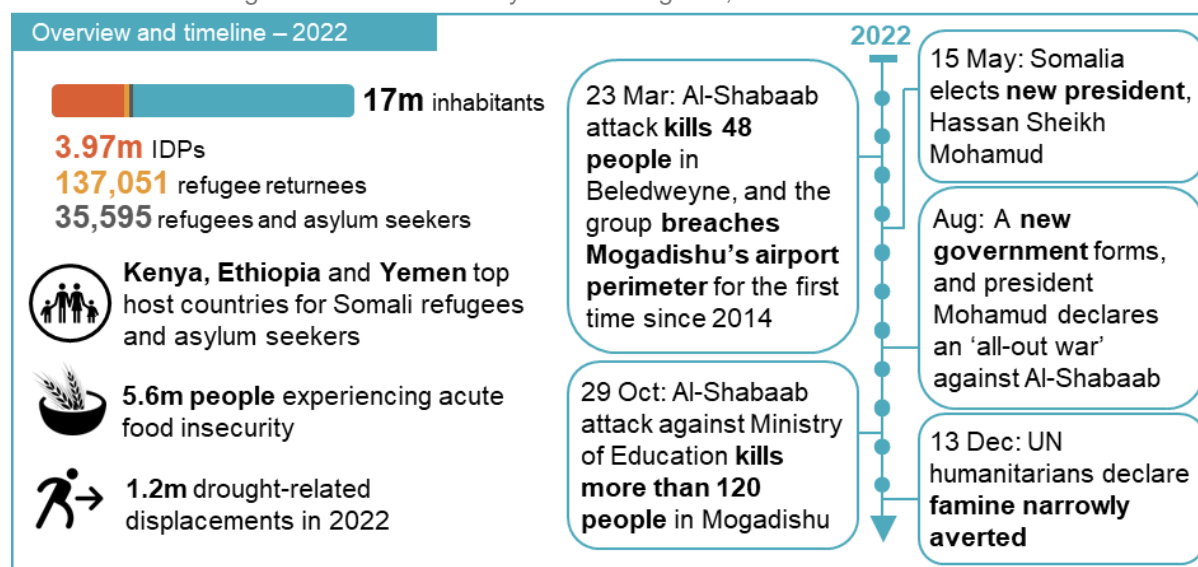 Overview and timeline – 2022
17m inhabitants
3.97m IDPs
137,051 refugee returnees
35,595 refugees and asylum seekers
Kenya, Ethiopia and Yemen top
host countries for Somali refugees
and asylum seekers
5.6m people experiencing acute
food insecurity
1.2m drought-related
displacements in 2022
2022
23 Mar: Al-Shabaab
attack kills 48
people in
Beledweyne, and the
group breaches
Mogadishu's airport
perimeter for the first
time since 2014
15 May: Somalia
elects new president,
Hassan Sheikh
Mohamud
Aug: A new
government forms,
and president
Mohamud declares
an 'all-out war'
against Al-Shabaab
29 Oct: Al-Shabaab
attack against Ministry
of Education kills
more than 120
people in Mogadishu
13 Dec: UN
humanitarians declare
famine narrowly
averted